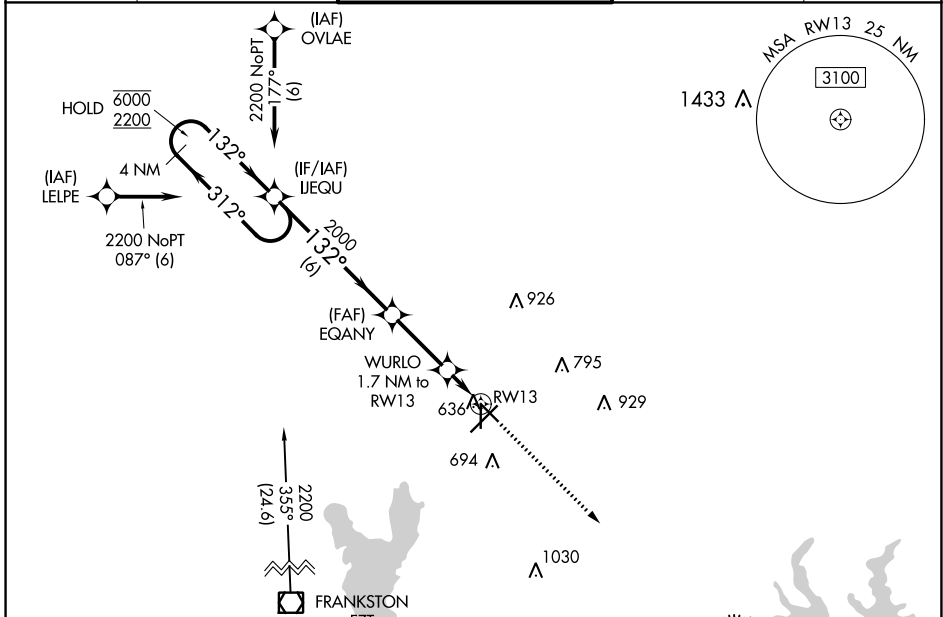 (IAF)
OVLAE
2200 NoPT
177°
(6)
HOLD
6000
2200
4 NM
132°
312°
(IAF)
LELPE
2200 NoPT
087° (6)
(IF/IAF)
IJEQU
2000
132°
(6)
(FAF)
EQANY
WURLO
1.7 NM to
RW13
RW13
636
694
926
795
929
1030
2200
355°
(24.6)
FRANKSTON
MSA RW13 25 NM
3100
1433